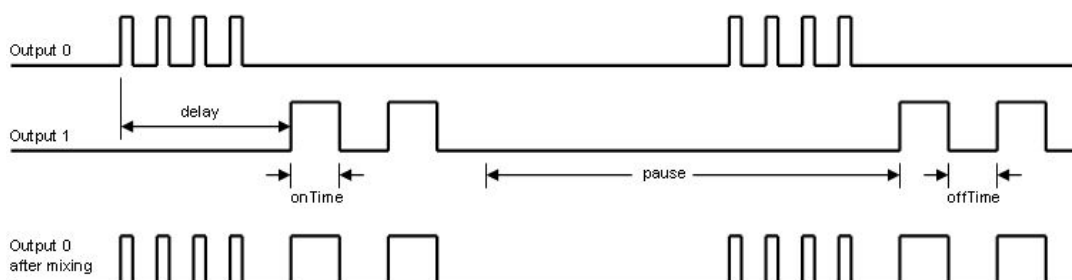 Output 0
delay
Output 1
pause
onTime
offTime
Output 0
after mixing